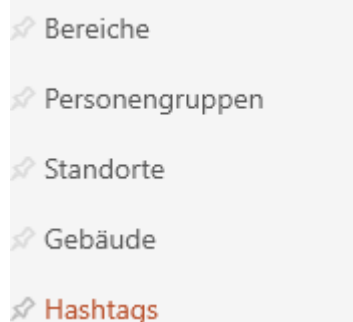 Bereiche
Personengruppen
Standorte
Gebäude
Hashtags